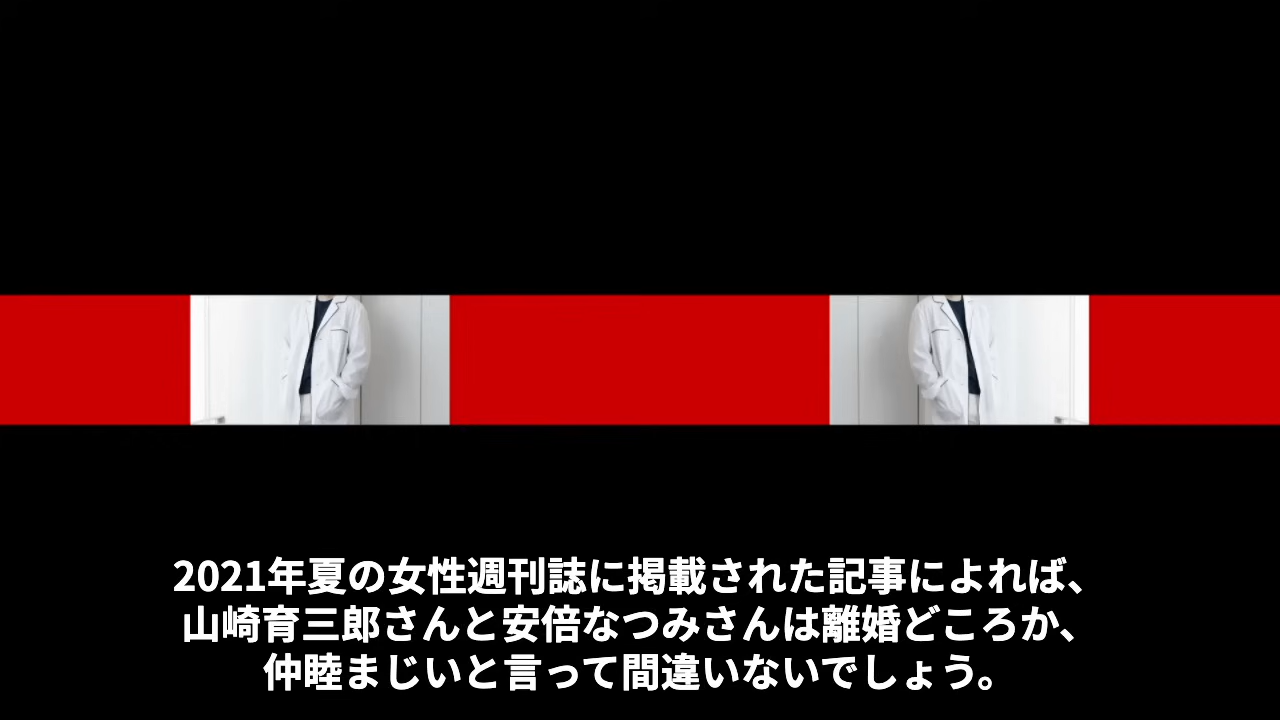 2021年夏の女性週刊誌に掲載された記事によれば、
山崎育三郎さんと安倍なつみさんは離婚どころか、
仲睦まじいと言って間違いないでしょう。